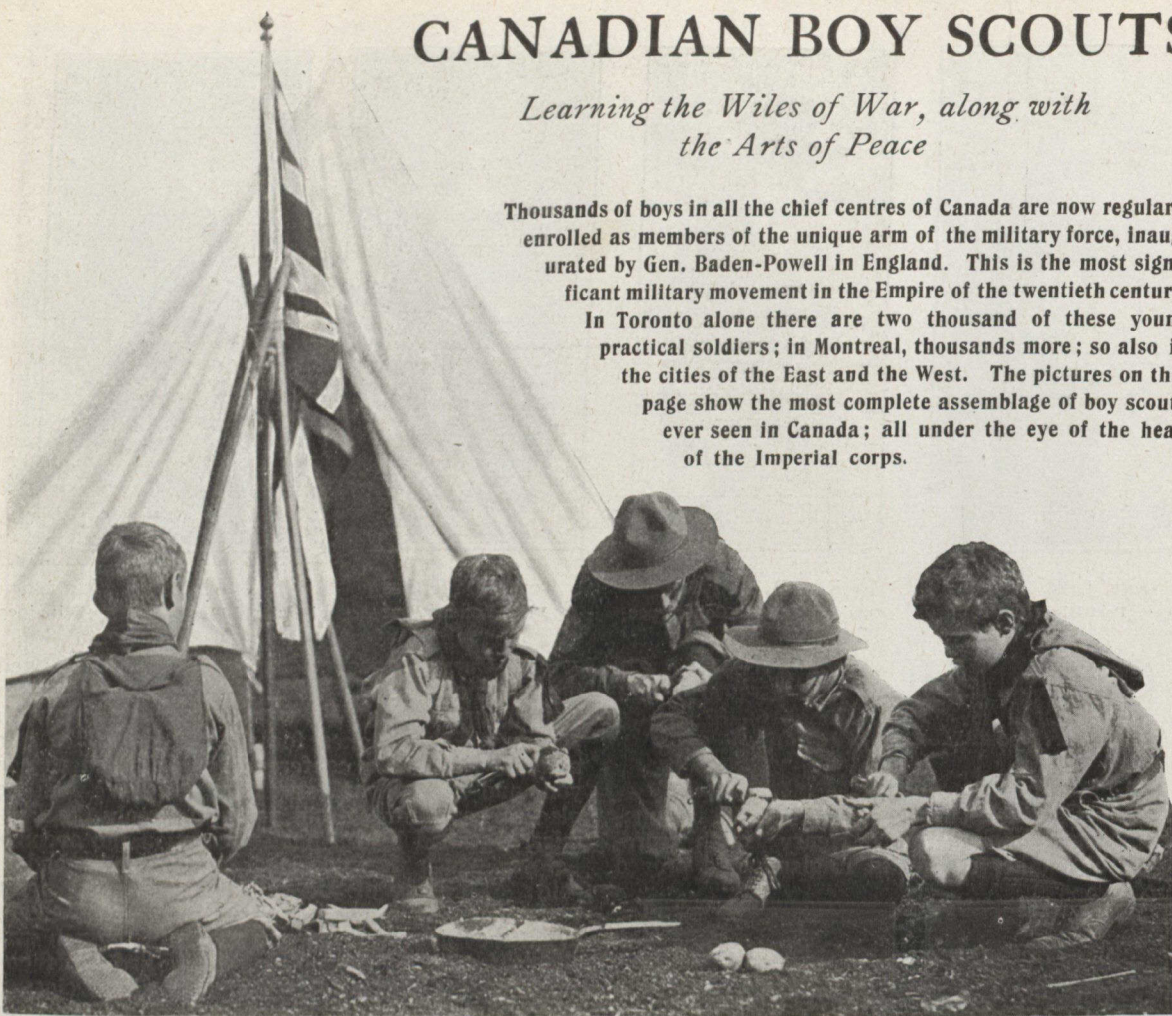 CANADIAN BOY SCOUTS
Learning the Wiles of War, along with
the Arts of Peace
Thousands of boys in all the chief centres of Canada are now regular
enrolled as members of the unique arm of the military force, inau
urated by Gen. Baden-Powell in England. This is the most sign
ficant military movement in the Empire of the twentieth centur
In Toronto alone there are two thousand of these your
practical soldiers; in Montreal, thousands more; so also i
the cities of the East and the West. The pictures on th
page show the most complete assemblage of boy scout
ever seen in Canada; all under the eye of the hea
of the Imperial corps.